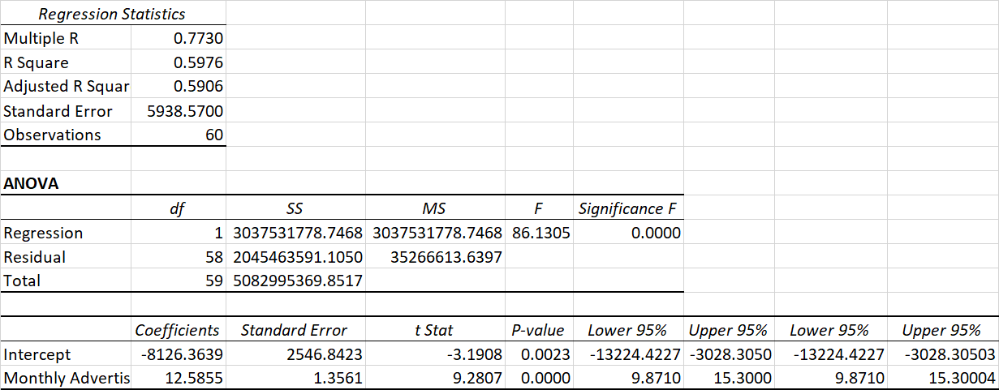 Regression Statistics
Multiple R 0.7730
R Square 0.5976
Adjusted R Squar 0.5906
Standard Error 5938.5700
Observations 60
ANOVA
df SS MS F Significance F
Regression 1 3037531778.7468 3037531778.7468 86.1305 0.0000
Residual 58 2045463591.1050 35266613.6397
Total 59 5082995369.8517
Coefficients Standard Error t Stat P-value Lower 95% Upper 95% Lower 95% Upper 95%
Intercept -8126.3639 2546.8423 -3.1908 0.0023 -13224.4227 -3028.3050 -13224.4227 -3028.30503
Monthly Advertis 12.5855 1.3561 9.2807 0.0000 9.8710 15.3000 9.8710 15.30004